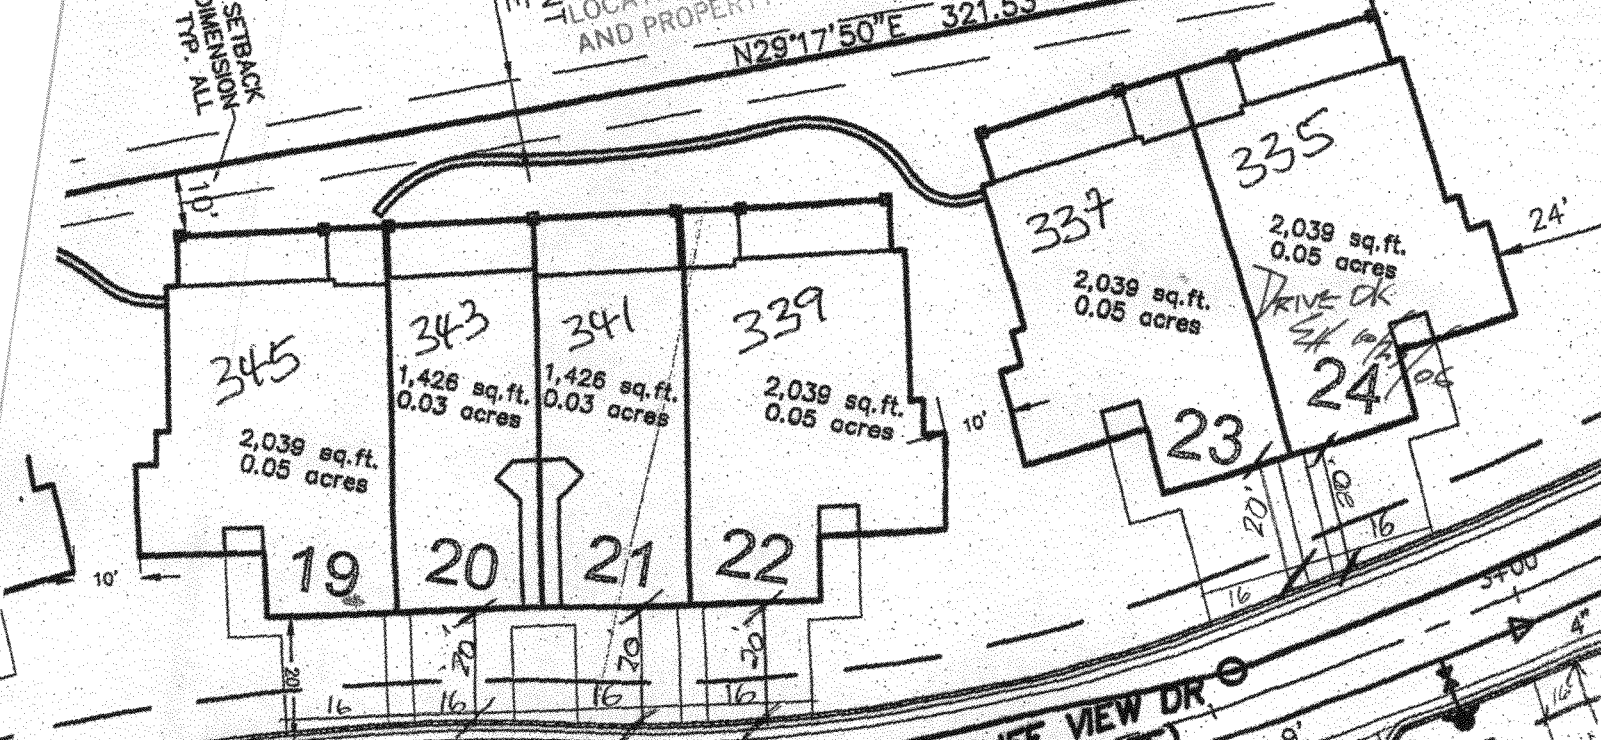 SETBACK
DIMENSION
TYP. ALL
AND PROPERTY
N29°17'50"E 321.53
10'
345
2,039 sq.ft.
0.05 acres
19
343
1,426 sq.ft.
0.03 acres
20
341
1,426 sq.ft.
0.03 acres
21
339
2,039 sq.ft.
0.05 acres
22
337
2,039 sq.ft.
0.05 acres
23
335
2,039 sq.ft.
0.05 acres
DRIVE OK
24
24'
10'
10'
20'
20'
20'
20'
20'
20'
16
16
16
16
16
16
16'
3+00
4"
VIEW DR